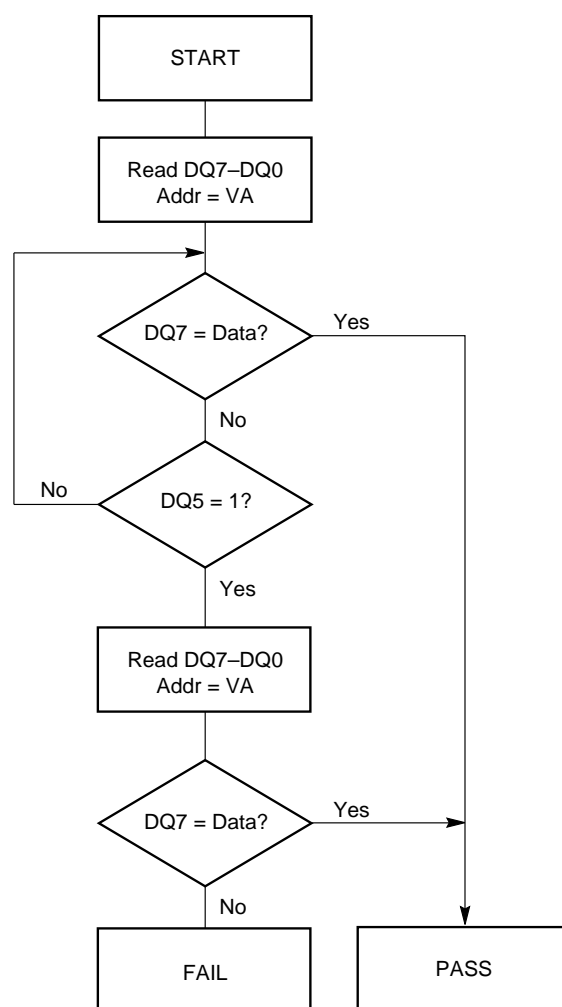 START
Read DQ7–DQ0
Addr = VA
DQ7 = Data?
Yes
No
No
DQ5 = 1?
Yes
Read DQ7–DQ0
Addr = VA
DQ7 = Data?
Yes
No
FAIL
PASS